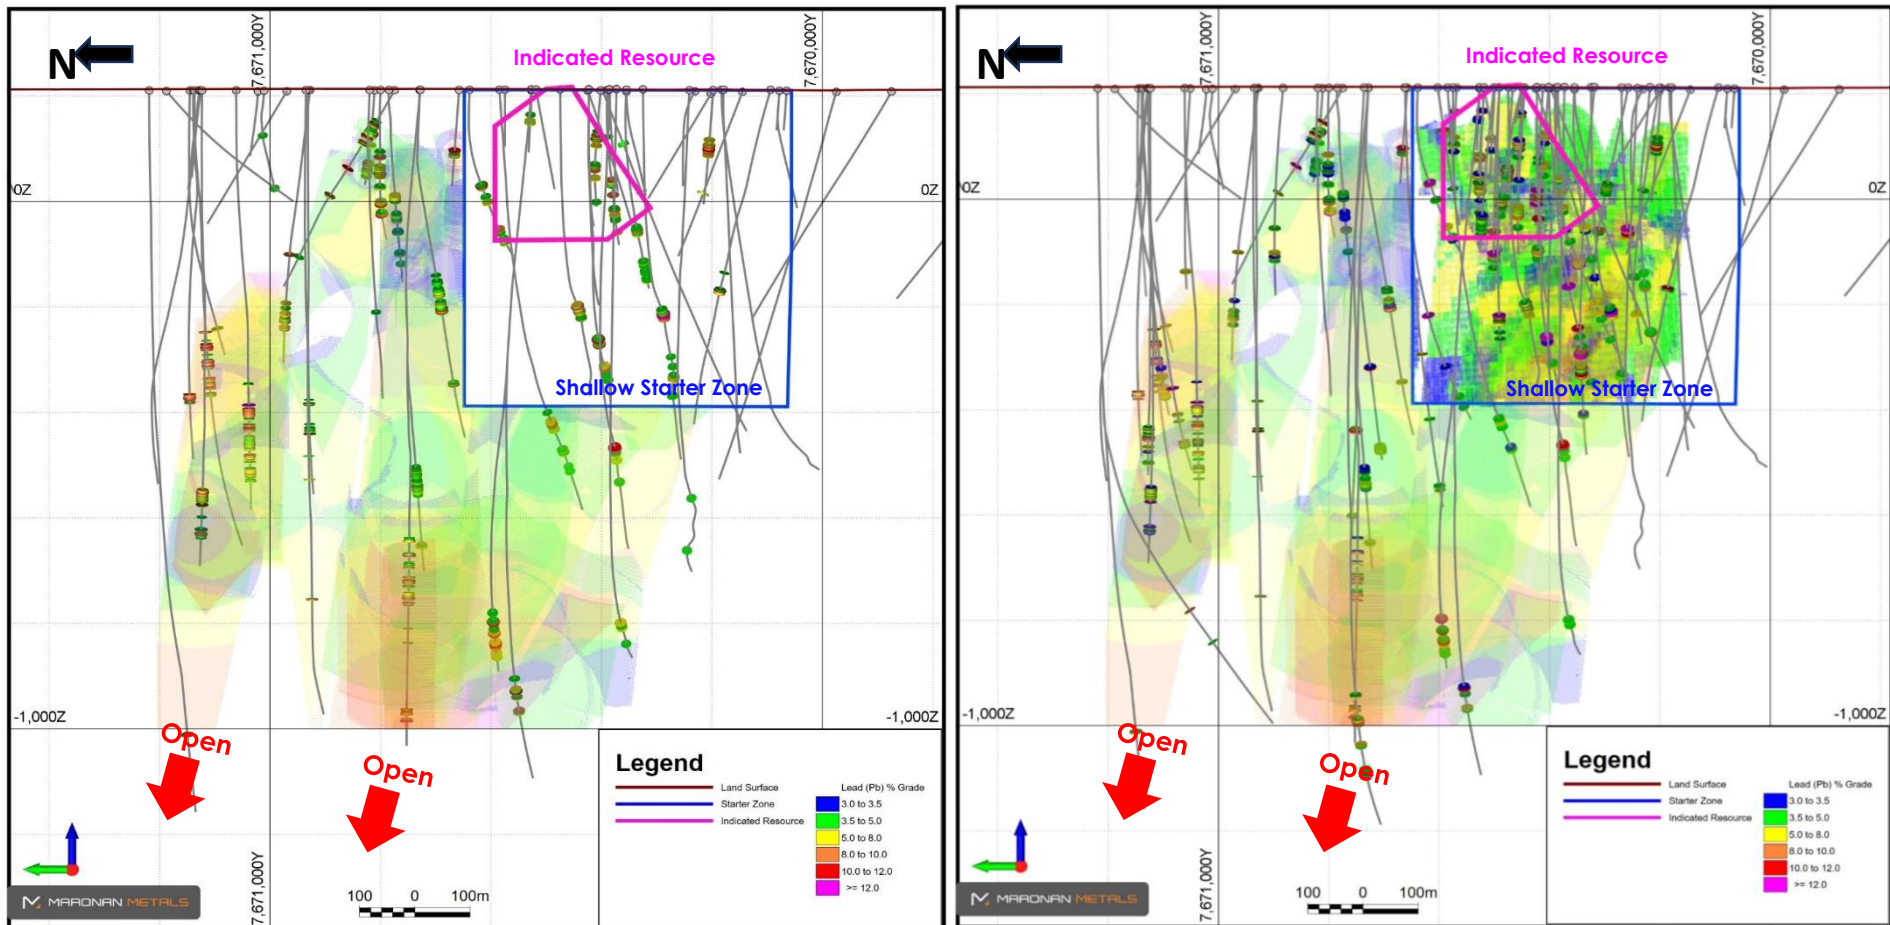 N
7,671,000Y
Indicated Resource
7,670,000Y
0Z
0Z
Shallow Starter Zone
-1,000Z
-1,000Z
Open
Open
Legend
Land Surface
Starter Zone
Indicated Resource
Lead (Pb) % Grade
3.0 to 3.5
3.5 to 5.0
5.0 to 8.0
8.0 to 10.0
10.0 to 12.0
>= 12.0
7,671,000Y
100 0 100m
MARONAN METALS
N
7,671,000Y
Indicated Resource
7,670,000Y
0Z
0Z
Shallow Starter Zone
-1,000Z
-1,000Z
Open
Open
Legend
Land Surface
Starter Zone
Indicated Resource
Lead (Pb) % Grade
3.0 to 3.5
3.5 to 5.0
5.0 to 8.0
8.0 to 10.0
10.0 to 12.0
>= 12.0
7,671,000Y
100 0 100m
MARONAN METALS